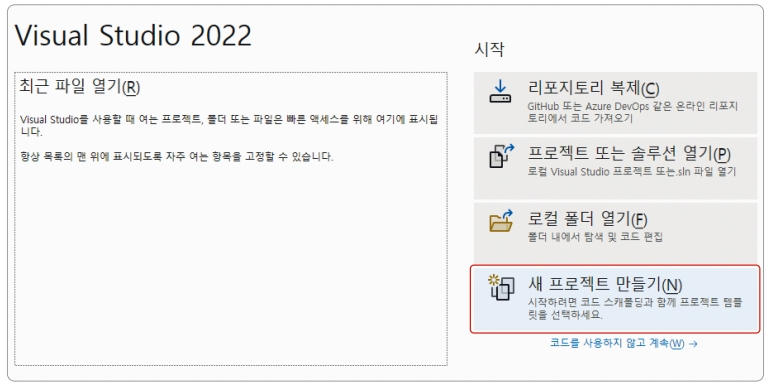 Visual Studio 2022
최근 파일 열기(R)
Visual Studio를 사용할 때 여는 프로젝트, 폴더 또는 파일은 빠른 액세스를 위해 여기에 표시됩
니다.
항상 목록의 맨 위에 표시되도록 자주 여는 항목을 고정할 수 있습니다.
시작
리포지토리 복제(C)
GitHub 또는 Azure DevOps 같은 온라인 리포지
토리에서 코드 가져오기
프로젝트 또는 솔루션 열기(P)
로컬 Visual Studio 프로젝트 또는.sln 파일 열기
로컬 폴더 열기(F)
폴더 내에서 탐색 및 코드 편집
새 프로젝트 만들기(N)
시작하려면 코드 스캐폴딩과 함께 프로젝트 템플
릿을 선택하세요.
코드를 사용하지 않고 계속(W) →